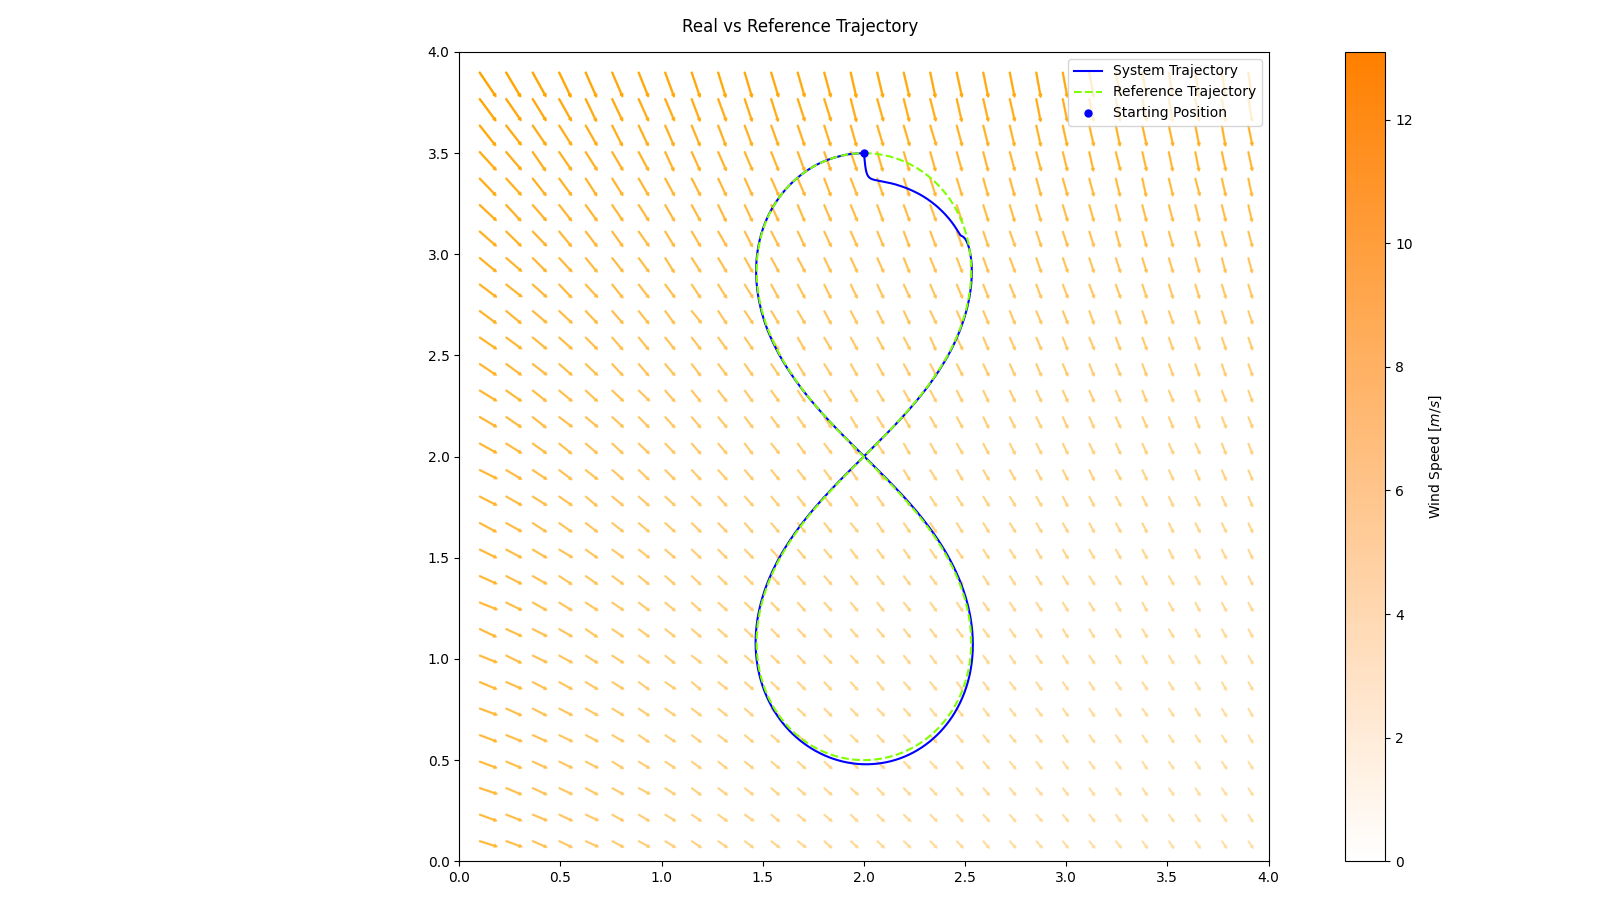 Real vs Reference Trajectory
System Trajectory
Reference Trajectory
Starting Position
4.0
3.5
3.0
2.5
2.0
1.5
1.0
0.5
0.0
0.0 0.5 1.0 1.5 2.0 2.5 3.0 3.5 4.0
12
10
8
6
4
2
0
Wind Speed [m/s]